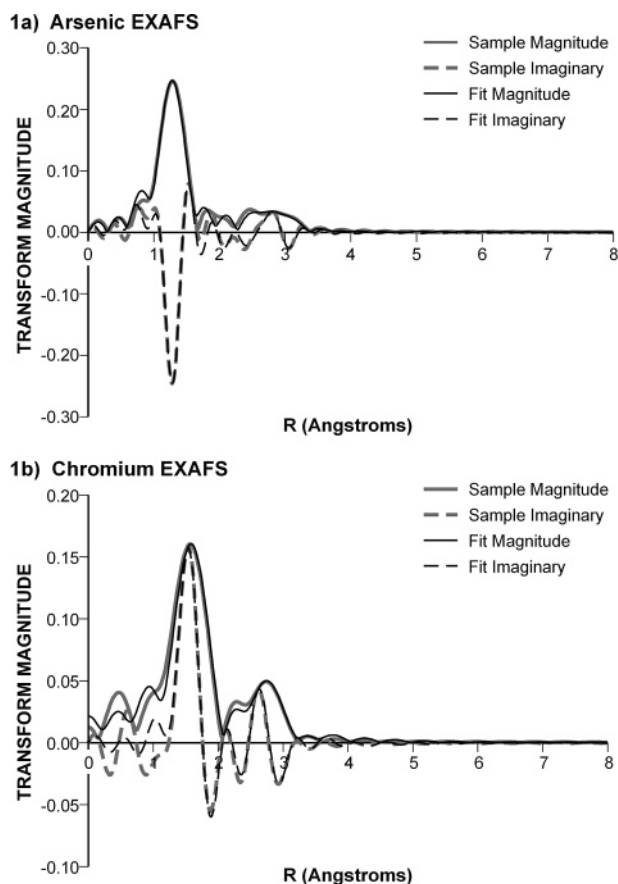 1a) Arsenic EXAFS
0.30
0.20
0.10
0.00
-0.10
-0.20
-0.30
TRANSFORM MAGNITUDE
0 1 2 3 4 5 6 7 8
R (Angstroms)
Sample Magnitude
Sample Imaginary
Fit Magnitude
Fit Imaginary
1b) Chromium EXAFS
0.20
0.15
0.10
0.05
0.00
-0.05
-0.10
TRANSFORM MAGNITUDE
0 1 2 3 4 5 6 7 8
R (Angstroms)
Sample Magnitude
Sample Imaginary
Fit Magnitude
Fit Imaginary